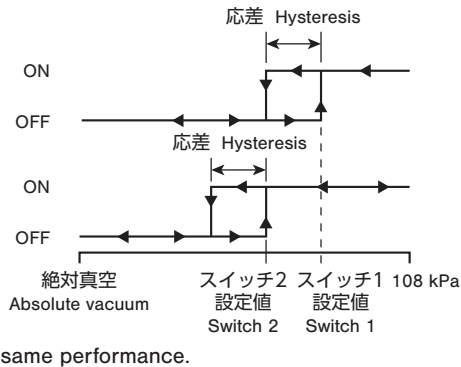 応差 Hysteresis
ON
OFF
応差 Hysteresis
ON
OFF
絶対真空 スイッチ2 スイッチ1 108 kPa
Absolute vacuum 設定値 設定値
Switch 2 Switch 1
same performance.